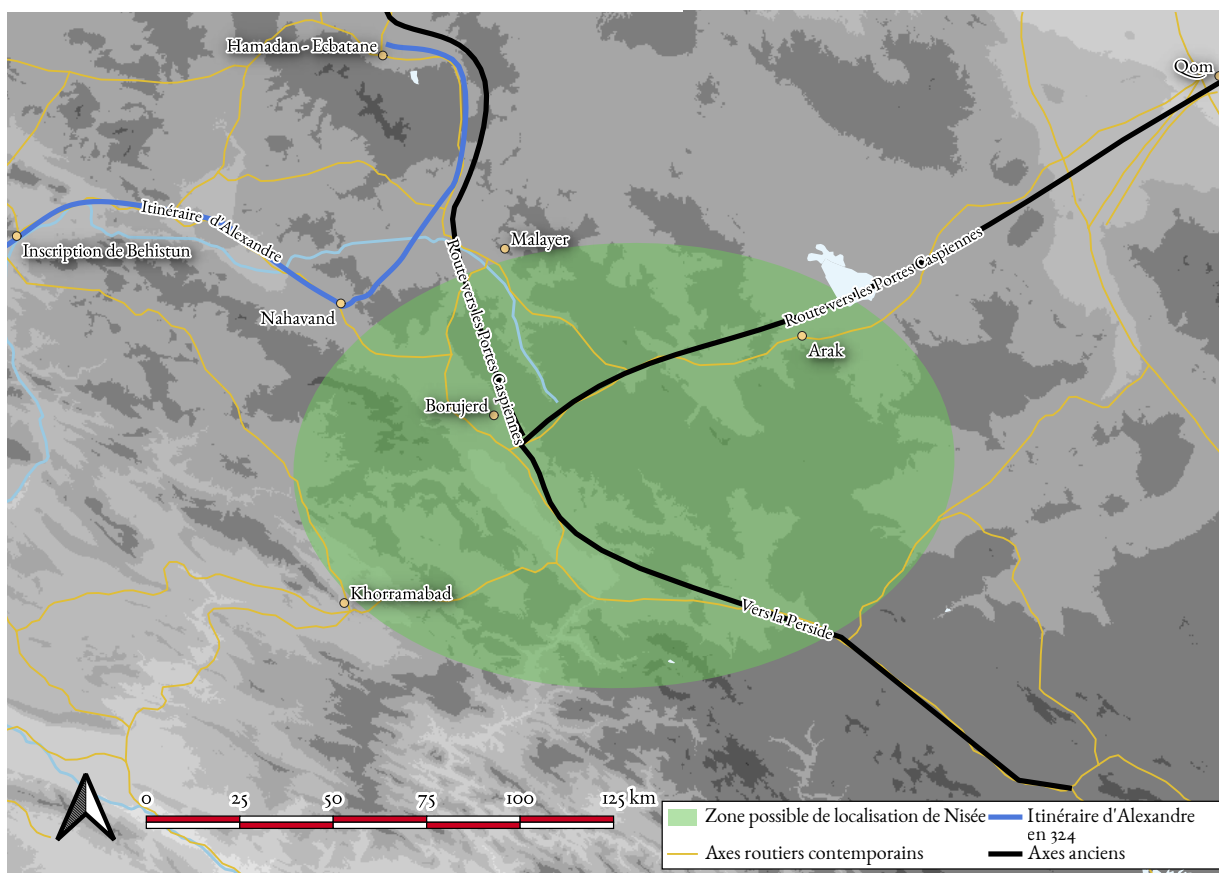 Hamadan - Ecbatane
Qom
Itinéraire d'Alexandre
Inscription de Behistun
Malayer
Nahavand
Route vers les Portes Caspiennes
Route vers les Portes Caspiennes
Arak
Borujerd
Khorramabad
Vers la Perside
0 25 50 75 100 125 km
Zone possible de localisation de Nisée
Itinéraire d'Alexandre
en 324
Axes routiers contemporains
Axes anciens